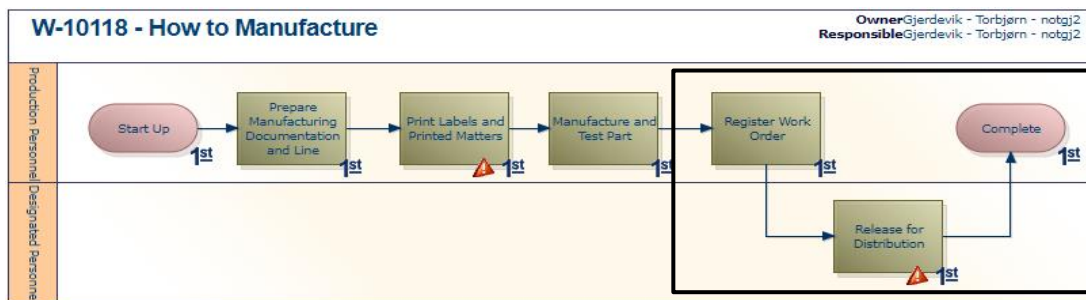 W-10118 - How to Manufacture
OwnerGjerdevik - Torbjørn - notgj2
ResponsibleGjerdevik - Torbjørn - notgj2
Production Personnel
Start Up
1st
Prepare
Manufacturing
Documentation
and Line
1st
Print Labels and
Printed Matters
1st
Manufacture and
Test Part
1st
Register Work
Order
1st
Complete
1st
Designated Personne
Release for
Distribution
1st